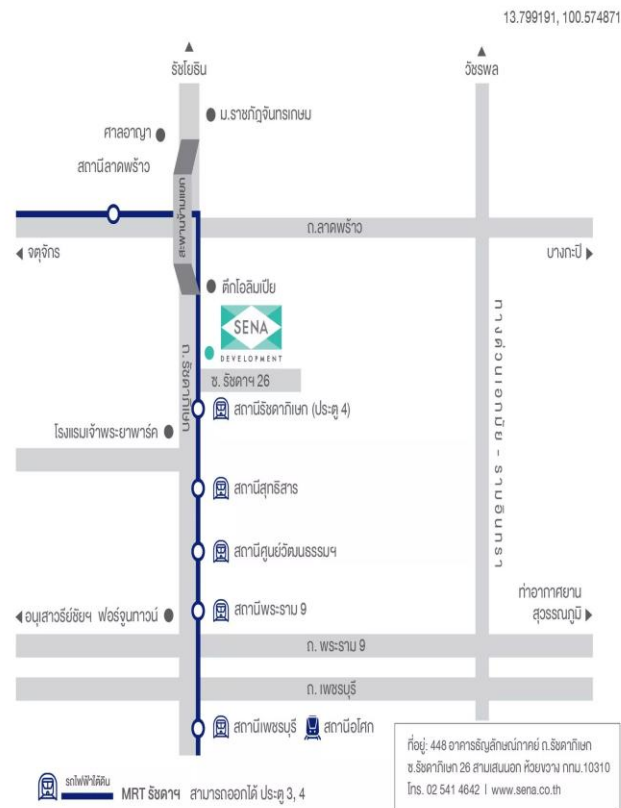 13.799191, 100.574871
รัชโยธิน
วัชรพล
ม.ราชภัฏจันทรเกษม
ศาลอาญา
สถานีลาดพร้าว
สะพานข้ามแยก
ถ.ลาดพร้าว
จตุจักร
บางกะปิ
ตึกโอลิมเปีย
SENA
DEVELOPMENT
ถ.รัชดาภิเษก
ซ. รัชดาฯ 26
สถานีรัชดาภิเษก (ประตู 4)
โรงแรมเจ้าพระยาพาร์ค
สถานีสุทธิสาร
ทางด่วนเอกมัย - รามอินทรา
สถานีศูนย์วัฒนธรรมฯ
ท่าอากาศยาน
สุวรรณภูมิ
อนุเสาวรีย์ชัยฯ ฟอร์จูนทาวน์
สถานีพระราม 9
ถ. พระราม 9
ถ. เพชรบุรี
สถานีเพชรบุรี สถานีอโศก
ที่อยู่: 448 อาคารธัญลักษณ์ภาคย์ ถ.รัชดาภิเษก
ซ.รัชดาภิเษก 26 สามเสนนอก ห้วยขวาง กทม.10310
โทร. 02 541 4642 | www.sena.co.th
รถไฟฟ้าใต้ดิน
MRT รัชดาฯ สามารถออกได้ ประตู 3, 4